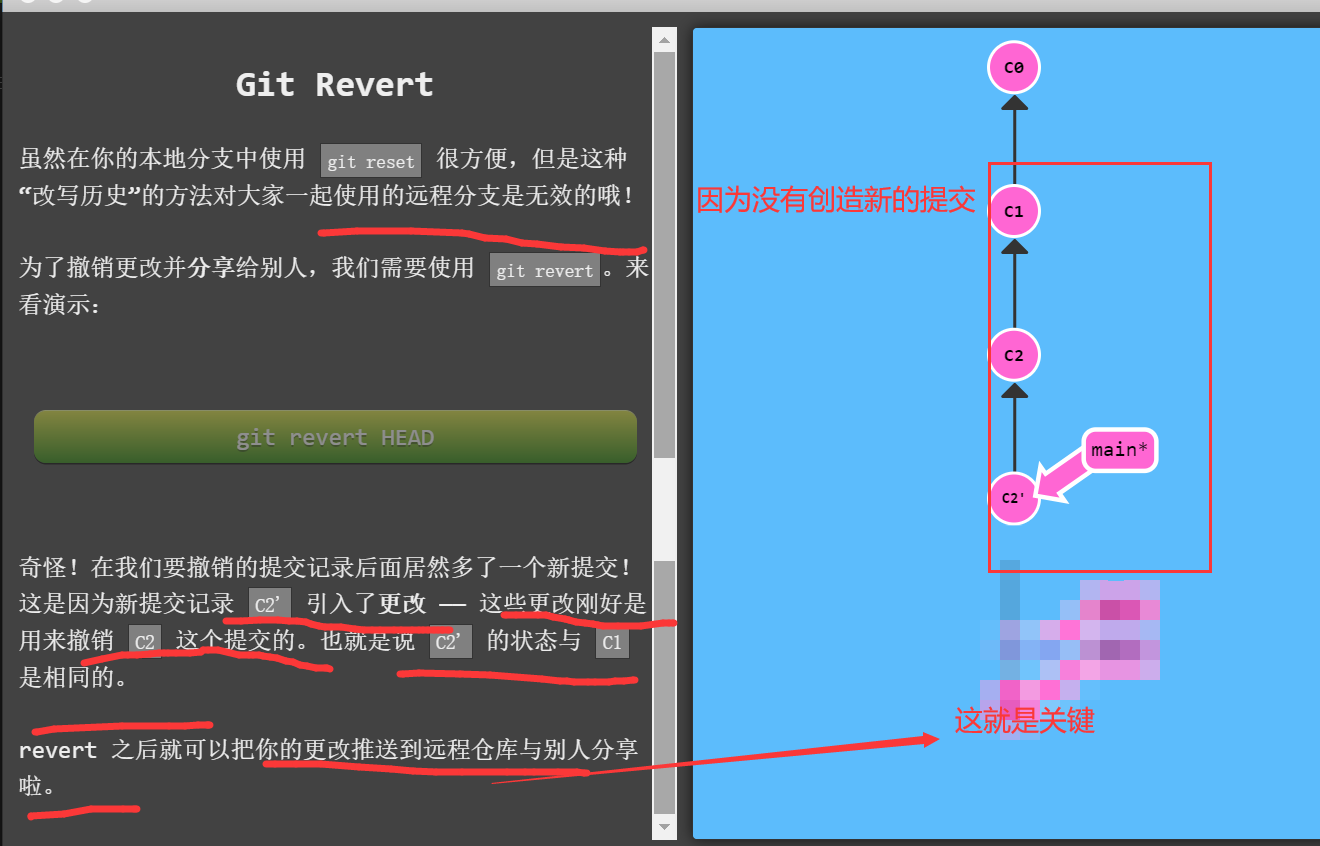 Git Revert
虽然在你的本地分支中使用 git reset 很方便，但是这种
“改写历史”的方法对大家一起使用的远程分支是无效的哦！
为了撤销更改并分享给别人，我们需要使用 git revert。来
看演示：
git revert HEAD
奇怪！在我们要撤销的提交记录后面居然多了一个新提交！
这是因为新提交记录 C2' 引入了更改 —— 这些更改刚好是
用来撤销 C2 这个提交的。也就是说 C2' 的状态与 C1
是相同的。
revert 之后就可以把你的更改推送到远程仓库与别人分享
啦。
C0
因为没有创造新的提交
C1
C2
main*
C2'
这就是关键